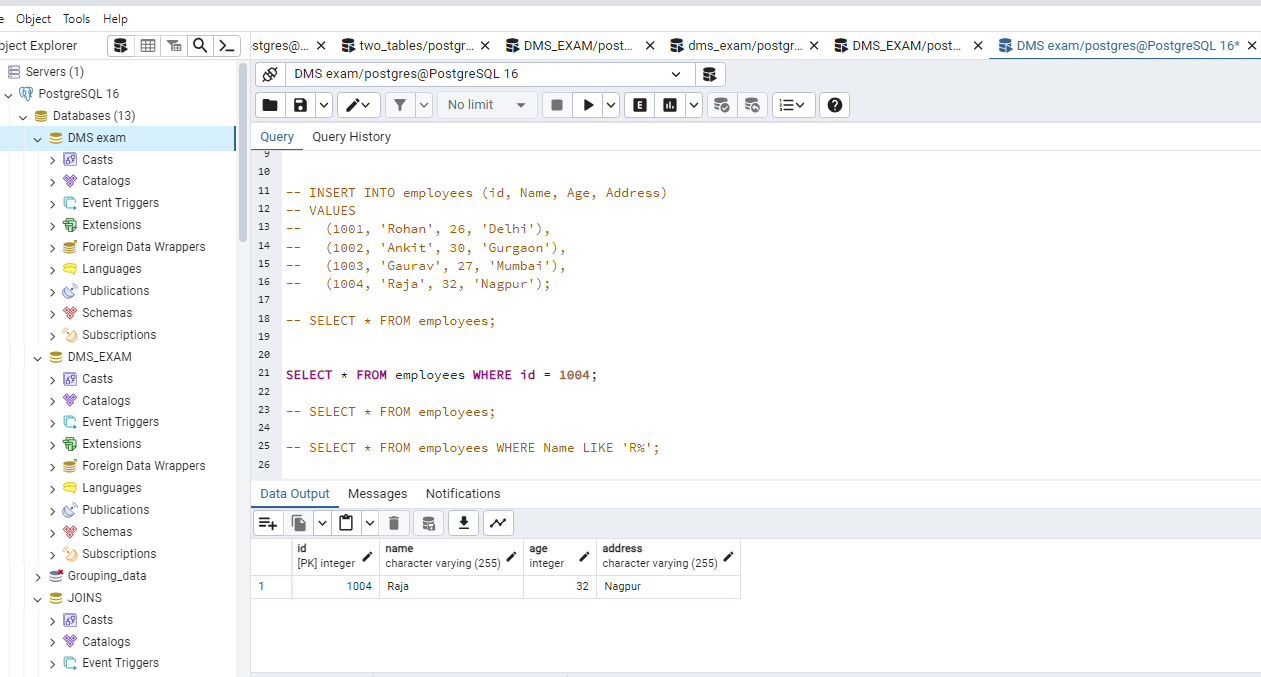 Object Tools Help
bject Explorer
Servers (1)
PostgreSQL 16
Databases (13)
DMS exam
Casts
Catalogs
Event Triggers
Extensions
Foreign Data Wrappers
Languages
Publications
Schemas
Subscriptions
DMS_EXAM
Casts
Catalogs
Event Triggers
Extensions
Foreign Data Wrappers
Languages
Publications
Schemas
Subscriptions
Grouping_data
JOINS
Casts
Catalogs
Event Triggers
ostgres@... two_tables/postgr... DMS_EXAM/post... dms_exam/postgr... DMS_EXAM/post... DMS exam/postgres@PostgreSQL 16*
DMS exam/postgres@PostgreSQL 16
No limit E
Query Query History
9
10
11 -- INSERT INTO employees (id, Name, Age, Address)
12 -- VALUES
13 -- (1001, 'Rohan', 26, 'Delhi'),
14 -- (1002, 'Ankit', 30, 'Gurgaon'),
15 -- (1003, 'Gaurav', 27, 'Mumbai'),
16 -- (1004, 'Raja', 32, 'Nagpur');
17
18 -- SELECT * FROM employees;
19
20
21 SELECT * FROM employees WHERE id = 1004;
22
23 -- SELECT * FROM employees;
24
25 -- SELECT * FROM employees WHERE Name LIKE 'R%';
26
Data Output Messages Notifications
id name age address
[PK] integer character varying (255) integer character varying (255)
1 1004 Raja 32 Nagpur